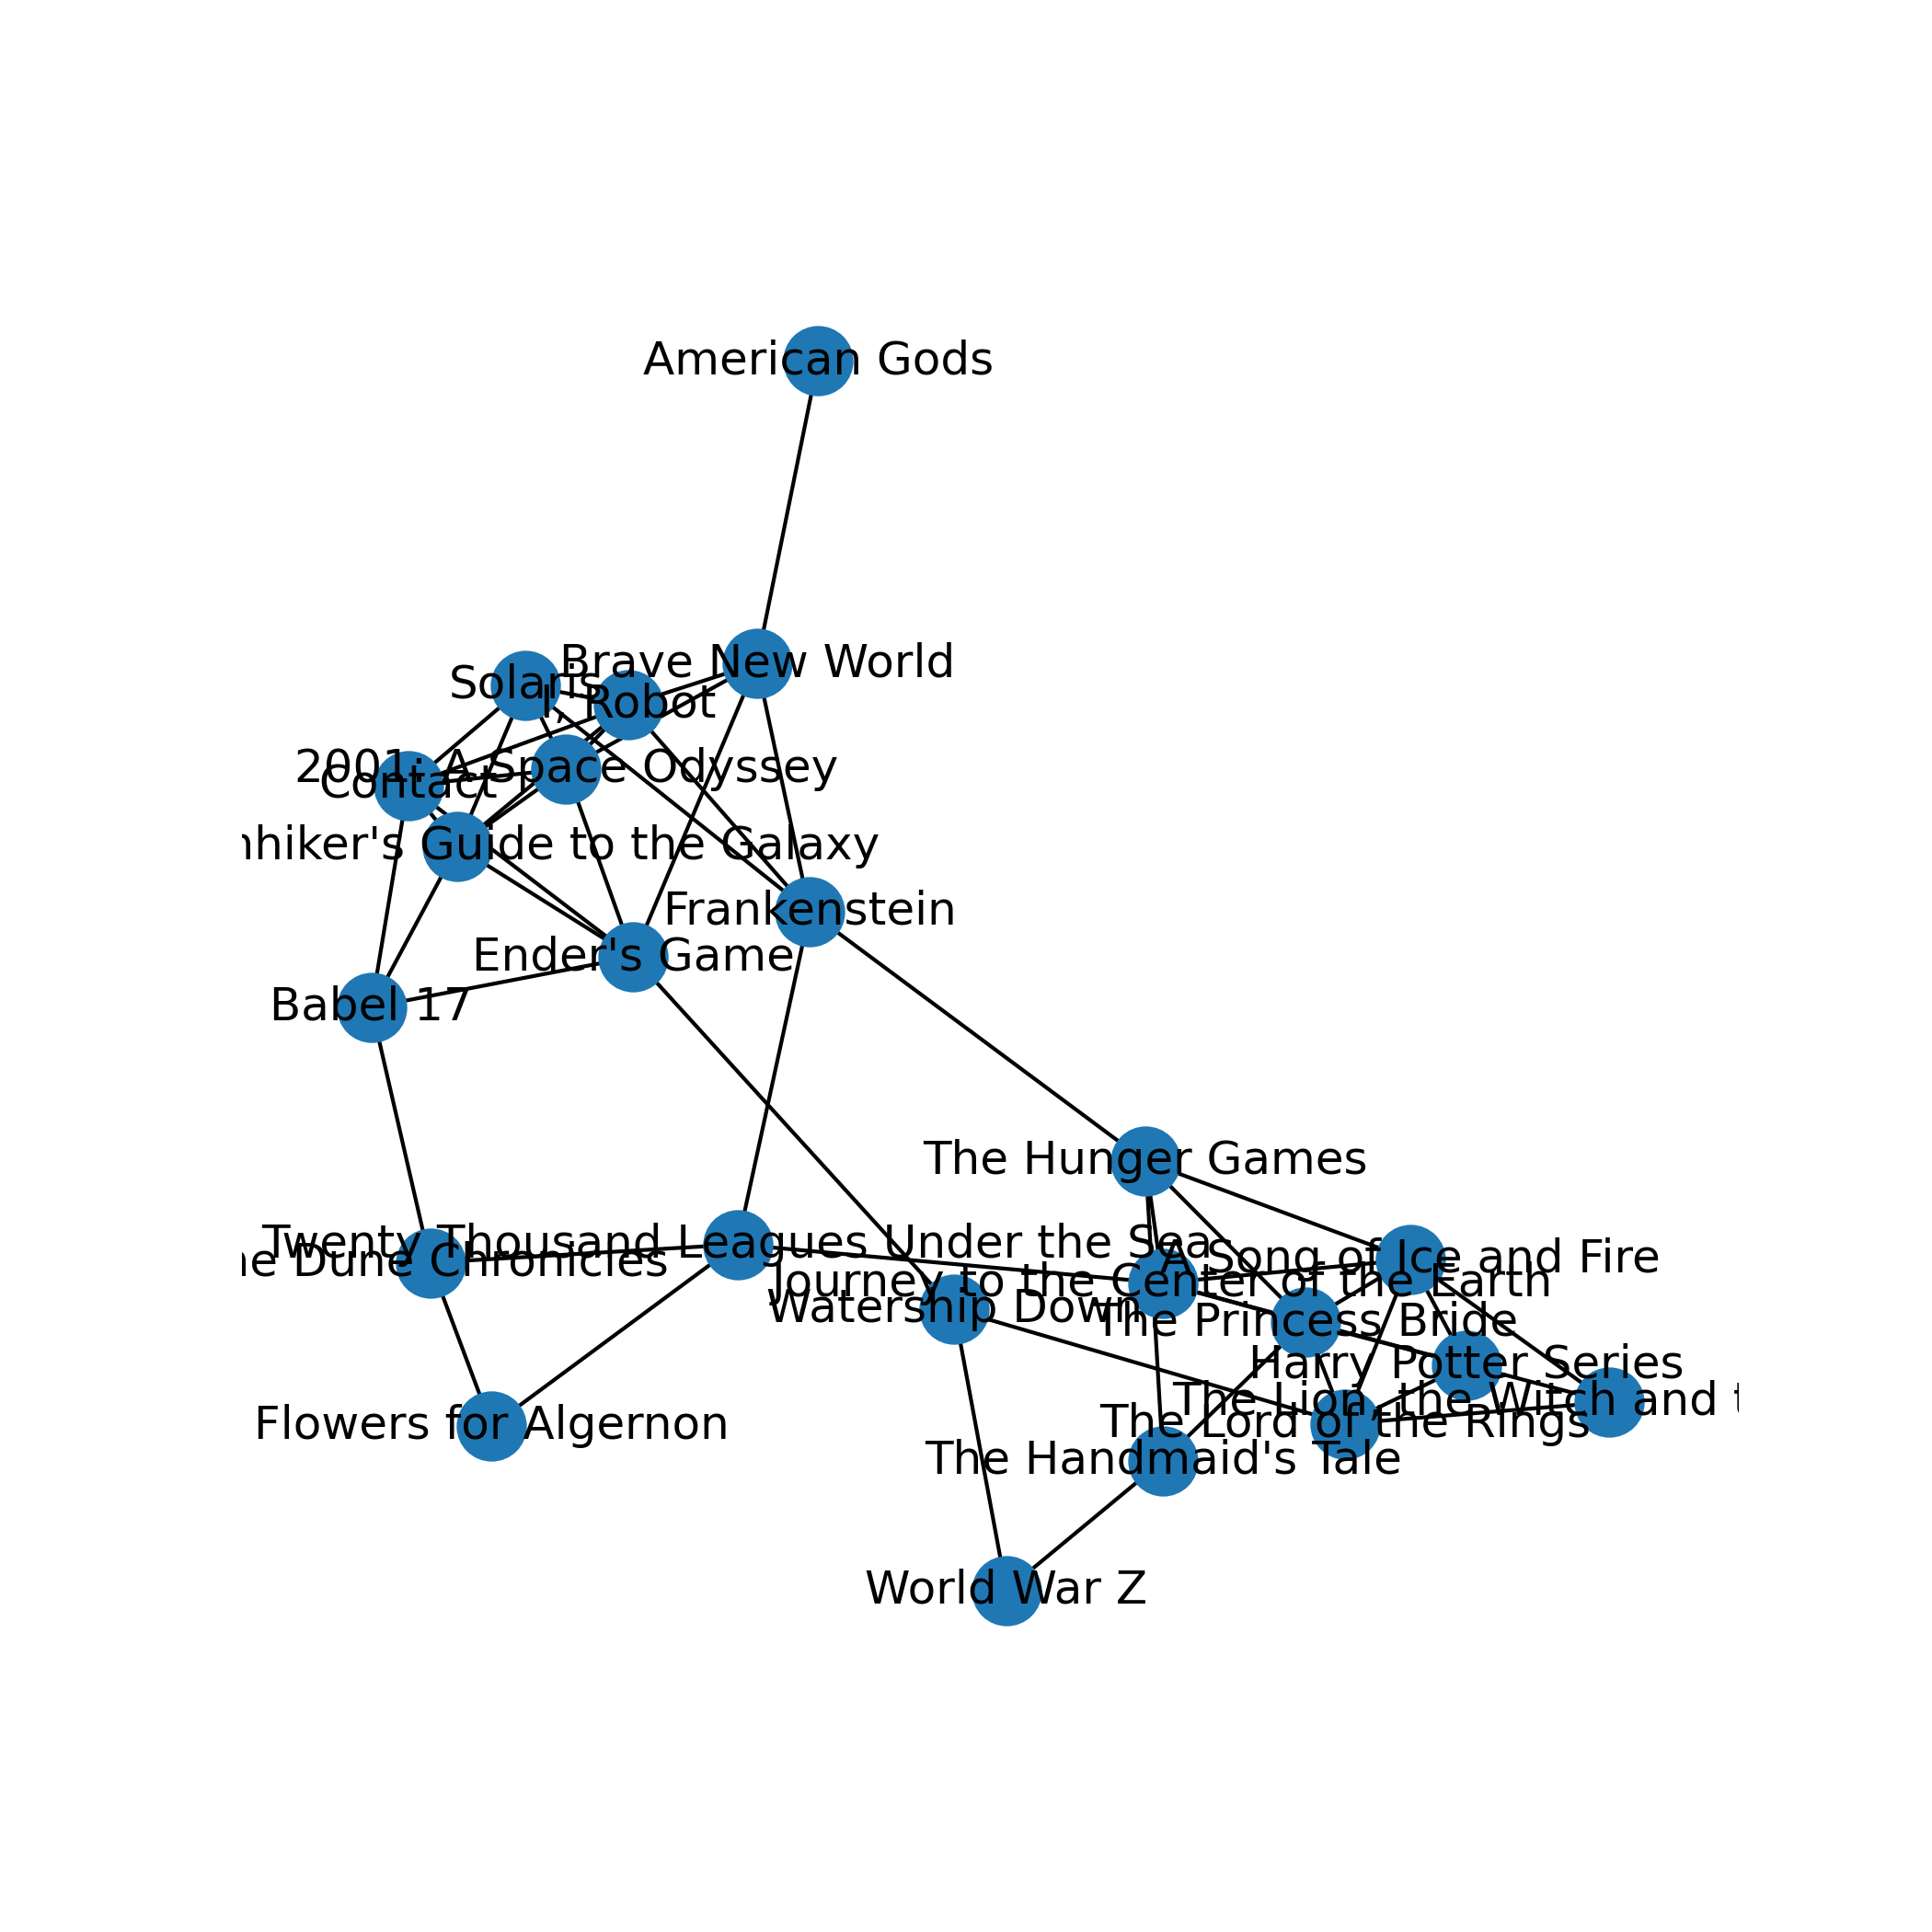 American Gods
Brave New World
Solaris
I, Robot
2001: A Space Odyssey
Contact
hhiker's Guide to the Galaxy
Frankenstein
Ender's Game
Babel 17
The Hunger Games
Twenty Thousand Leagues Under the Sea
A Song of Ice and Fire
he Dune Chronicles
Journey to the Center of the Earth
Watership Down
The Princess Bride
Harry Potter Series
The Lion, the Witch and t
The Lord of the Rings
Flowers for Algernon
The Handmaid's Tale
World War Z